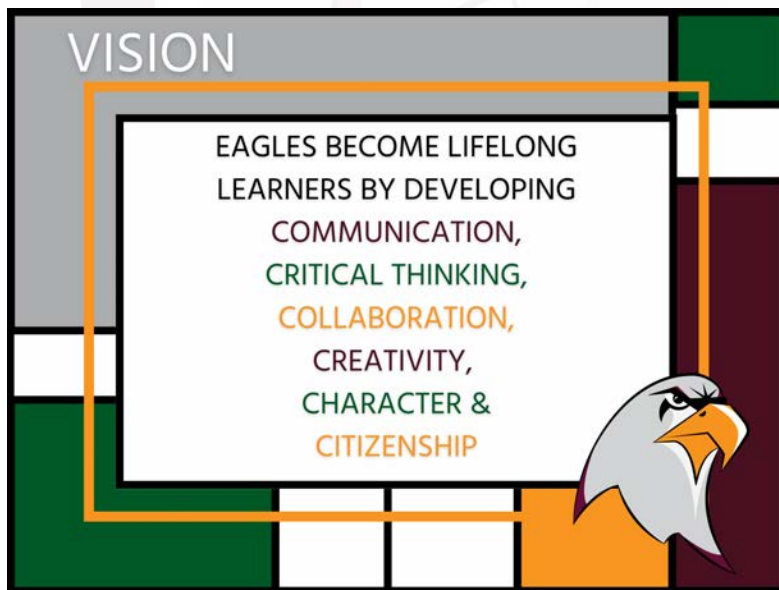 VISION
EAGLES BECOME LIFELONG
LEARNERS BY DEVELOPING
COMMUNICATION,
CRITICAL THINKING,
COLLABORATION,
CREATIVITY,
CHARACTER &
CITIZENSHIP